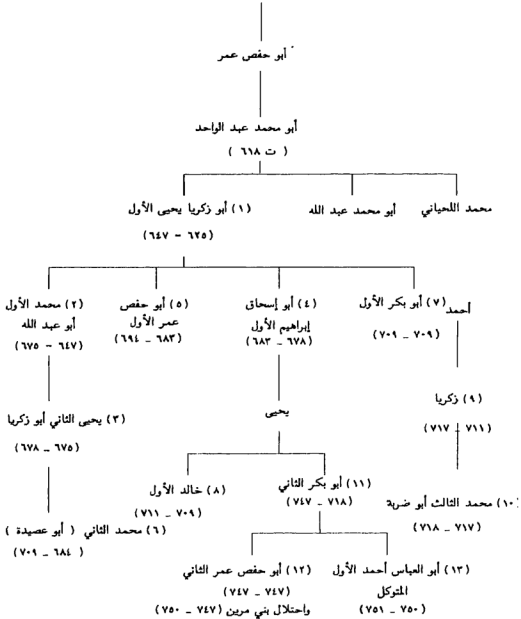 أبو حفص عمر
أبو محمد عبد الواحد
( ت ٦١٨ )
محمد اللحياني
أبو محمد عبد الله
(١) أبو زكريا يحيى الأول
(٦٢٥ - ٦٤٧)
أحمد
(٧) أبو بكر الأول
(٧٠٩ _ ٧٠٩)
(٤) أبو إسحاق
إبراهيم الأول
(٦٧٨ _ ٦٨٣)
(٥) أبو حفص
عمر الأول
(٦٨٣ _ ٦٩٤)
(٢) محمد الأول
أبو عبد الله
(٦٤٧ - ٦٧٥)
(٩) زكريا
(٧١١ - ٧١٧)
يحيى
(٣) يحيى الثاني أبو زكريا
(٦٧٥ _ ٦٧٨)
(١٠) محمد الثالث أبو ضربة
(٧١٧ _ ٧١٨)
(١١) أبو بكر الثاني
(٧١٨ _ ٧٤٧)
(٨) خالد الأول
(٧٠٩ _ ٧١١)
(٦) محمد الثاني ( أبو عصيدة )
(٦٨٤ _ ٧٠٩)
(١٣) أبو العباس أحمد الأول
المتوكل
(٧٥٠ _ ٧٥١)
(١٢) أبو حفص عمر الثاني
(٧٤٧ _ ٧٤٧)
واحتلال بني مرين (٧٤٧ _ ٧٥٠)